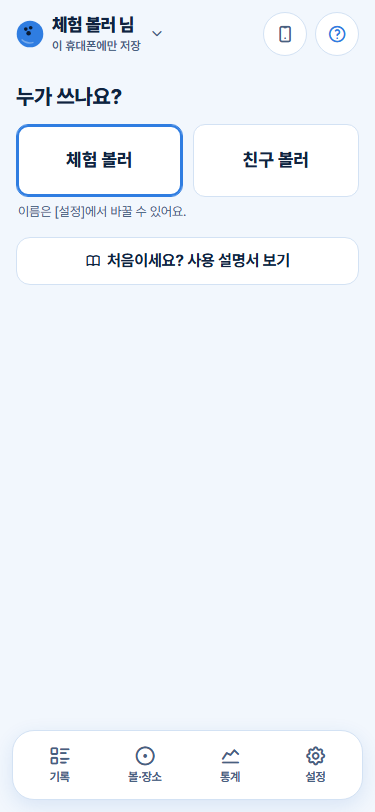 체험 볼러 님
이 휴대폰에만 저장
누가 쓰나요?
체험 볼러
친구 볼러
이름은 [설정]에서 바꿀 수 있어요.
처음이세요? 사용 설명서 보기
기록
볼·장소
통계
설정